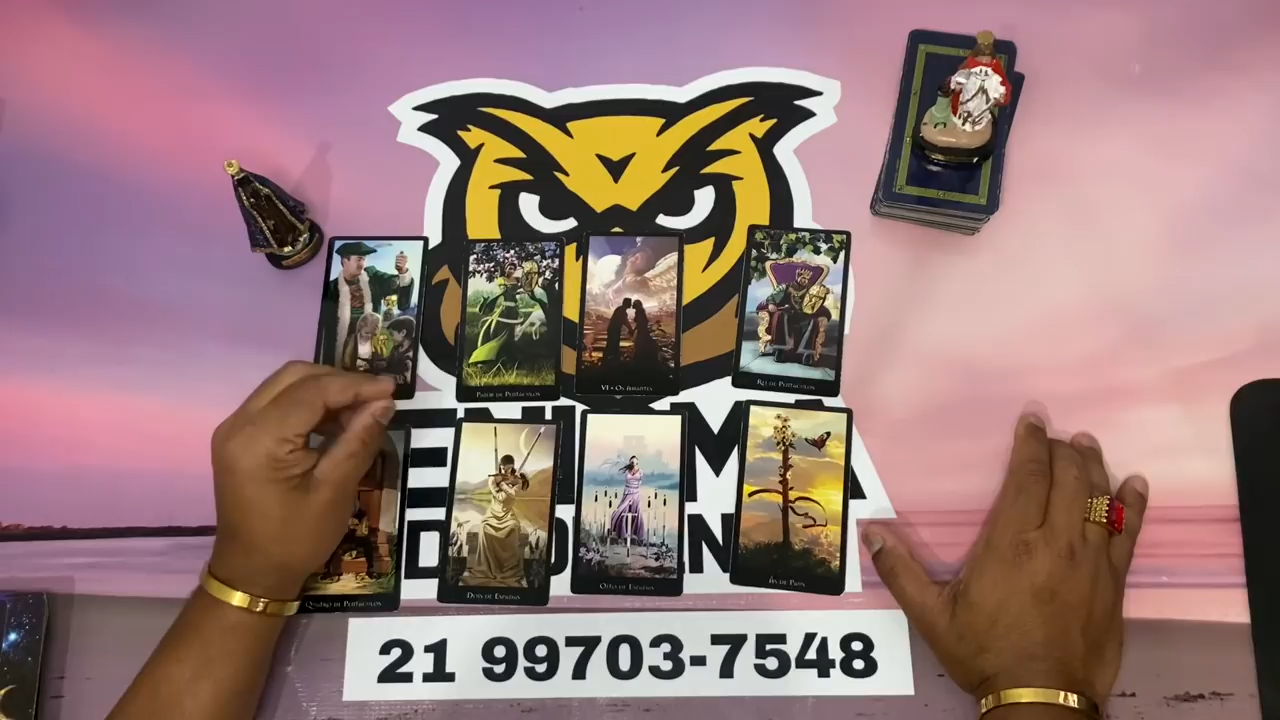 PAJEM DE PENTÁCULOS
VI • OS AMANTES
REI DE PENTÁCULOS
ENIGMA
QUATRO DE PENTÁCULOS
DOIS DE ESPADAS
OITO DE ESPADAS
ÁS DE PAUS
21 99703-7548